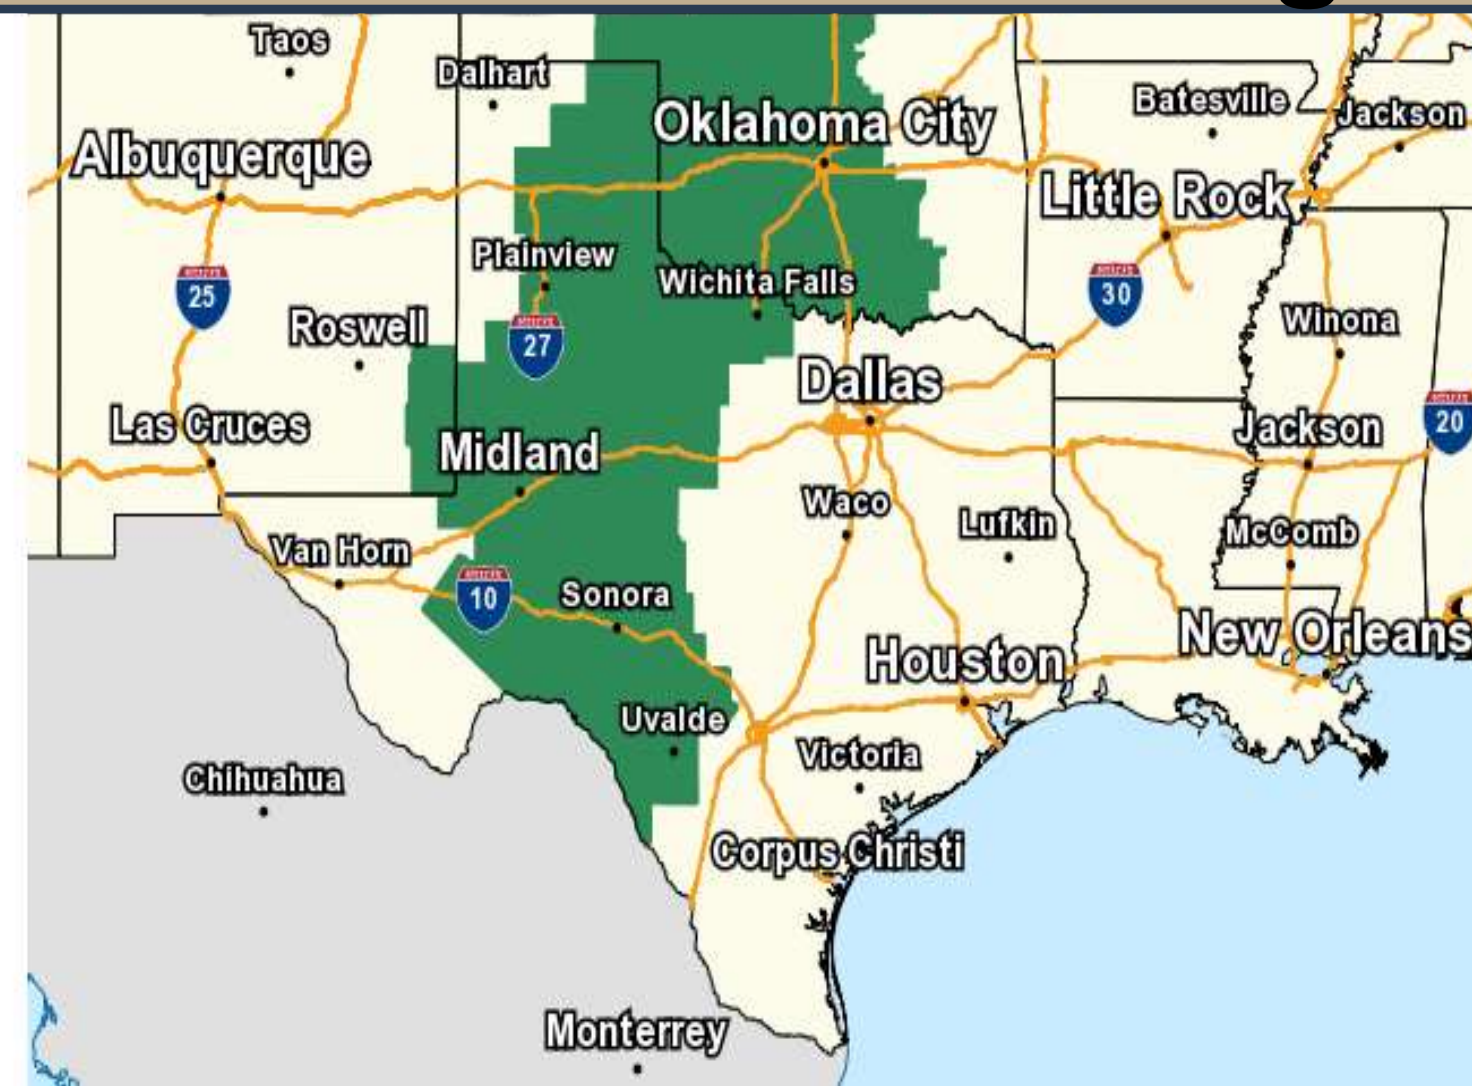 Taos
Dalhart
Oklahoma City
Batesville
Jackson
Albuquerque
Little Rock
Plainview
Wichita Falls
25
30
Roswell
27
Winona
Dallas
Las Cruces
20
Jackson
Midland
Waco
Lufkin
McComb
Van Horn
10
Sonora
New Orleans
Houston
Uvalde
Victoria
Chihuahua
Corpus Christi
Monterrey